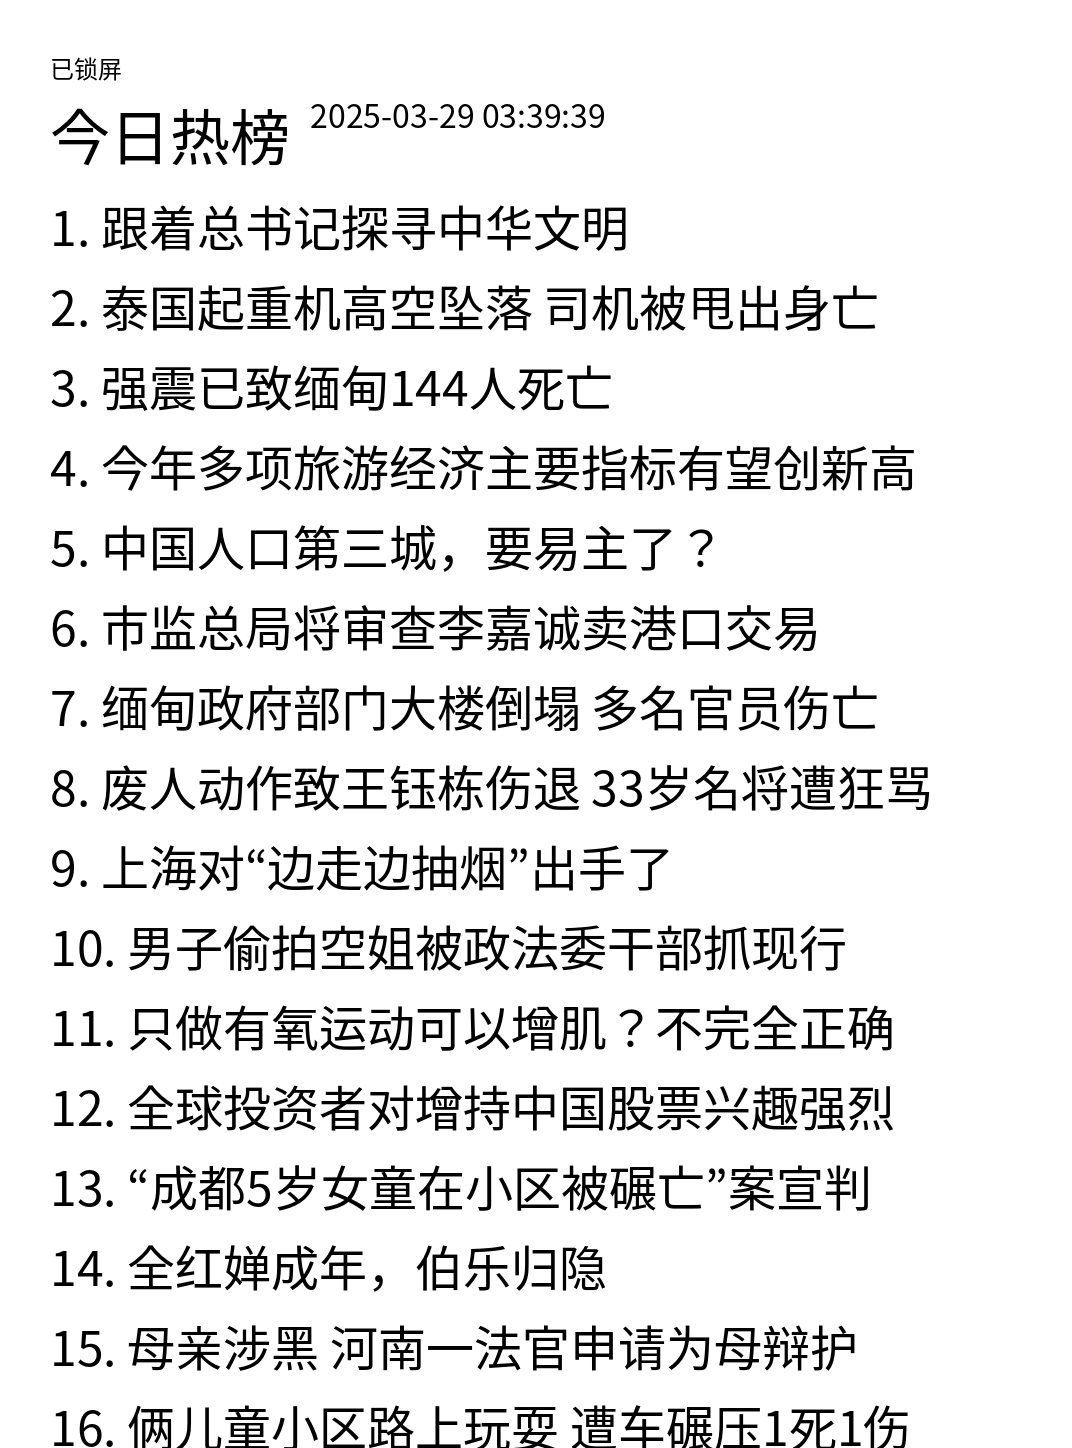 已锁屏
今日热榜 2025-03-29 03:39:39
1. 跟着总书记探寻中华文明
2. 泰国起重机高空坠落 司机被甩出身亡
3. 强震已致缅甸144人死亡
4. 今年多项旅游经济主要指标有望创新高
5. 中国人口第三城，要易主了？
6. 市监总局将审查李嘉诚卖港口交易
7. 缅甸政府部门大楼倒塌 多名官员伤亡
8. 废人动作致王钰栋伤退 33岁名将遭狂骂
9. 上海对“边走边抽烟”出手了
10. 男子偷拍空姐被政法委干部抓现行
11. 只做有氧运动可以增肌？不完全正确
12. 全球投资者对增持中国股票兴趣强烈
13. “成都5岁女童在小区被碾亡”案宣判
14. 全红婵成年，伯乐归隐
15. 母亲涉黑 河南一法官申请为母辩护
16. 俩儿童小区路上玩耍 遭车碾压1死1伤